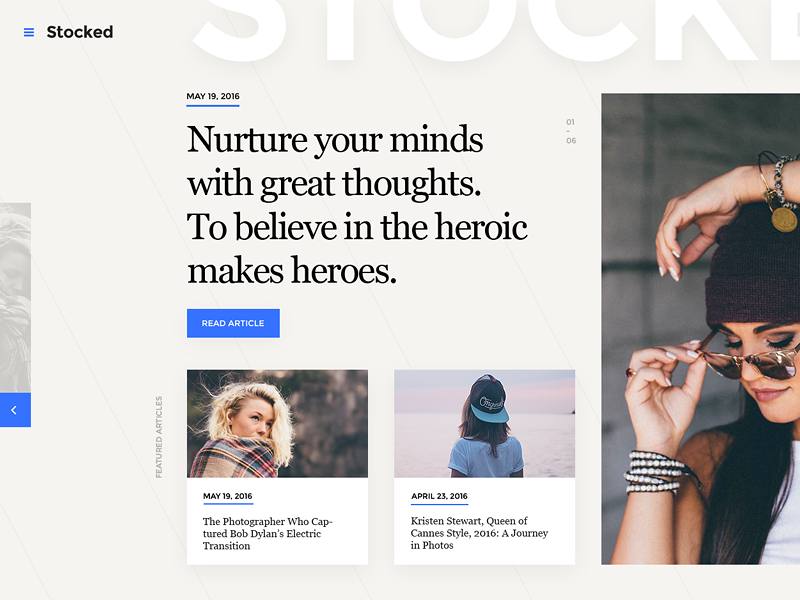 Stocked
STOCKE
MAY 19, 2016
Nurture your minds
with great thoughts.
To believe in the heroic
makes heroes.
01
-
06
READ ARTICLE
FEATURED ARTICLES
Original
MAY 19, 2016
The Photographer Who Cap-
tured Bob Dylan's Electric
Transition
APRIL 23, 2016
Kristen Stewart, Queen of
Cannes Style, 2016: A Journey
in Photos